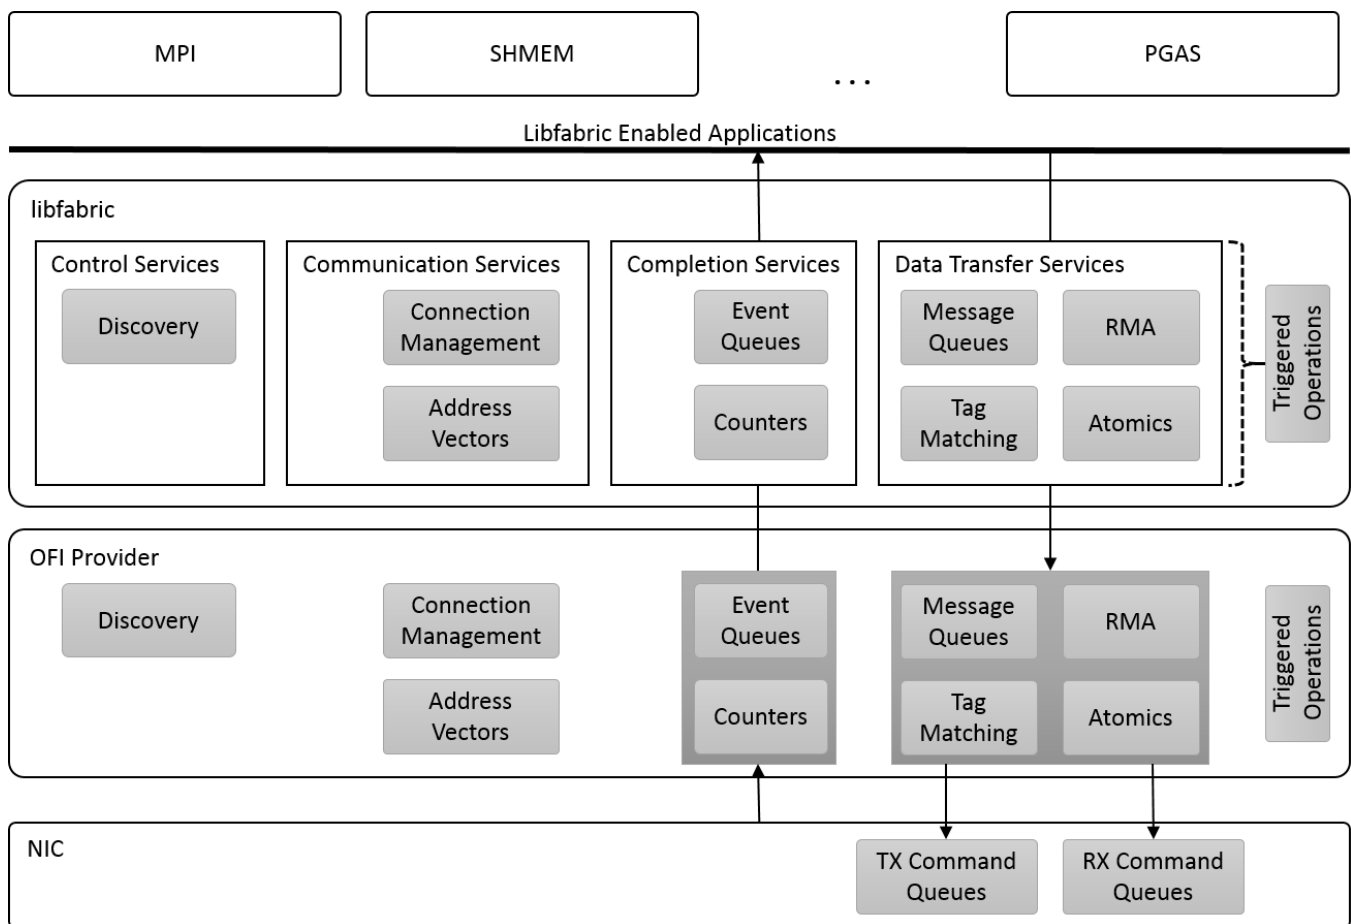 MPI
SHMEM
...
PGAS
Libfabric Enabled Applications
libfabric
Control Services
Discovery
Communication Services
Connection
Management
Address
Vectors
Completion Services
Event
Queues
Counters
Data Transfer Services
Message
Queues
RMA
Tag
Matching
Atomics
Triggered
Operations
OFI Provider
Discovery
Connection
Management
Address
Vectors
Event
Queues
Counters
Message
Queues
RMA
Tag
Matching
Atomics
Triggered
Operations
NIC
TX Command
Queues
RX Command
Queues